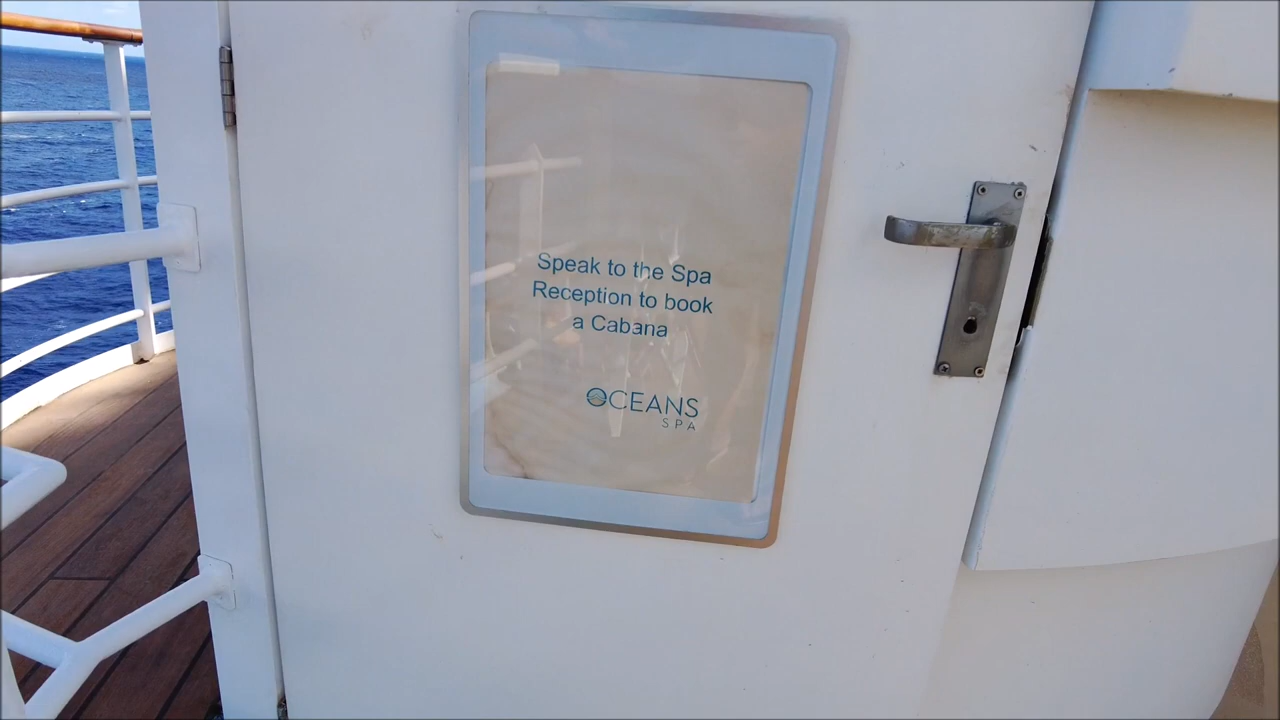 Speak to the Spa
Reception to book
a Cabana
OCEANS
SPA